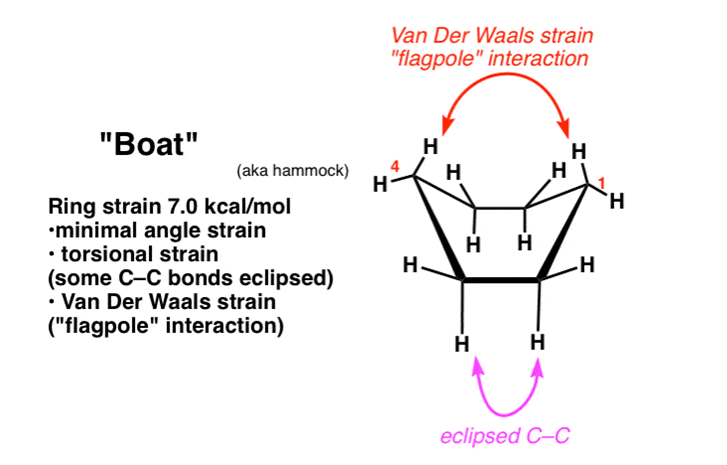 Van Der Waals strain
"flagpole" interaction
"Boat"
(aka hammock)
Ring strain 7.0 kcal/mol
•minimal angle strain
• torsional strain
(some C–C bonds eclipsed)
• Van Der Waals strain
("flagpole" interaction)
H H
4 H H 1
H H
H H
H H
H H
eclipsed C–C